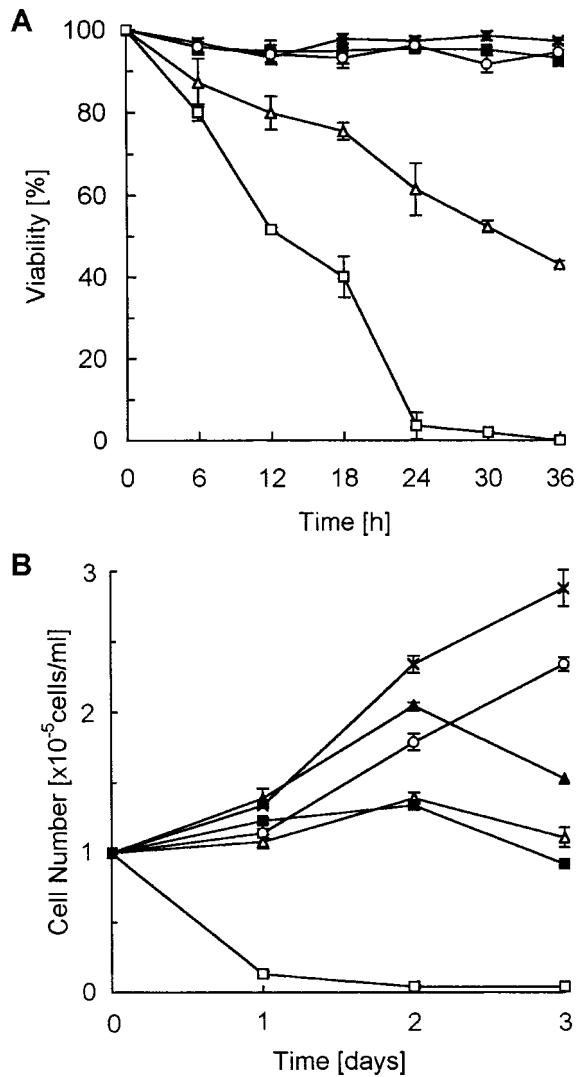 A
100
80
60
40
20
0
Viability [%]
0 6 12 18 24 30 36
Time [h]
B
3
2
1
0
Cell Number [x10⁻⁵cells/ml]
0 1 2 3
Time [days]